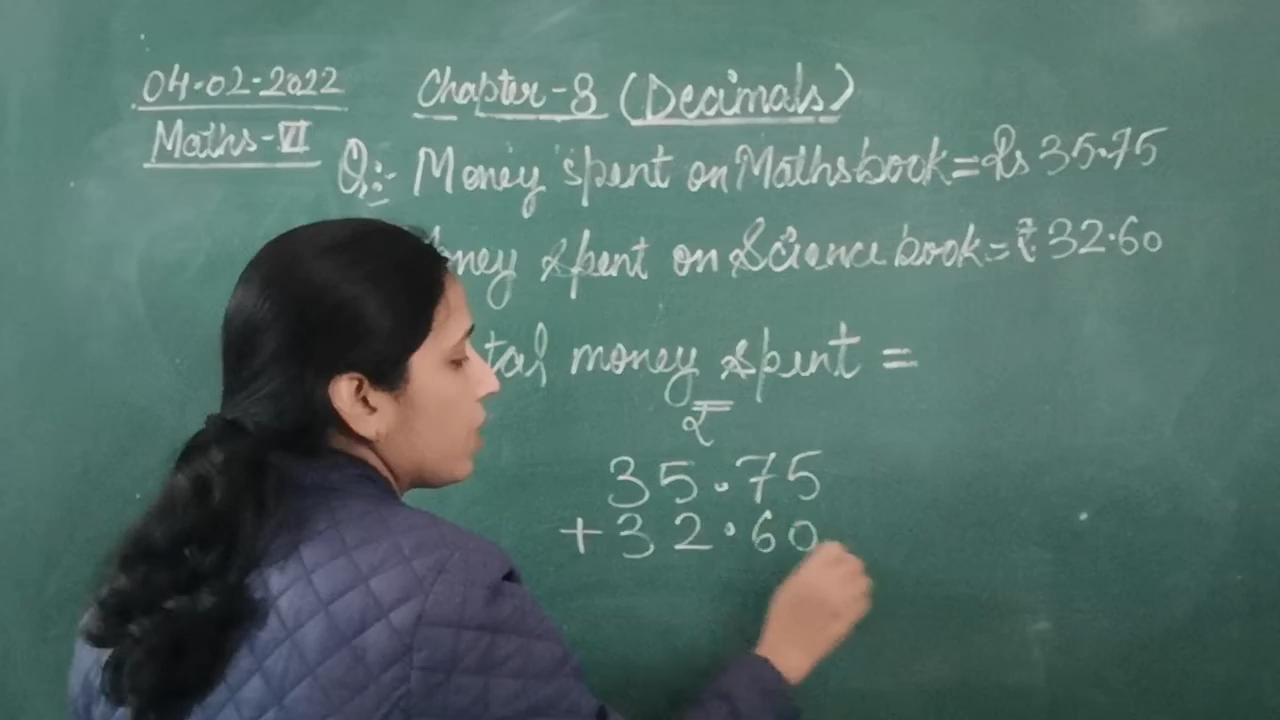 04-02-2022
Chapter-8 (Decimals)
Maths-VI
Q:- Money spent on Maths book = Rs 35.75
oney spent on Science book = ₹ 32.60
tal money spent =
₹
35.75
+32.60